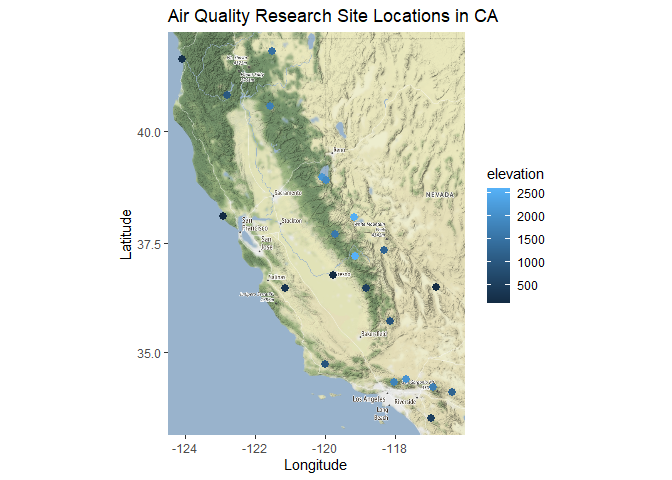 Air Quality Research Site Locations in CA
40.0
37.5
35.0
Latitude
Reno
NEVADA
Sacramento
Stockton
San
Francisco
San
Jose
Salinas
Fresno
Bakersfield
Los Angeles
Long
Beach
Riverside
-124
-122
-120
-118
Longitude
elevation
2500
2000
1500
1000
500